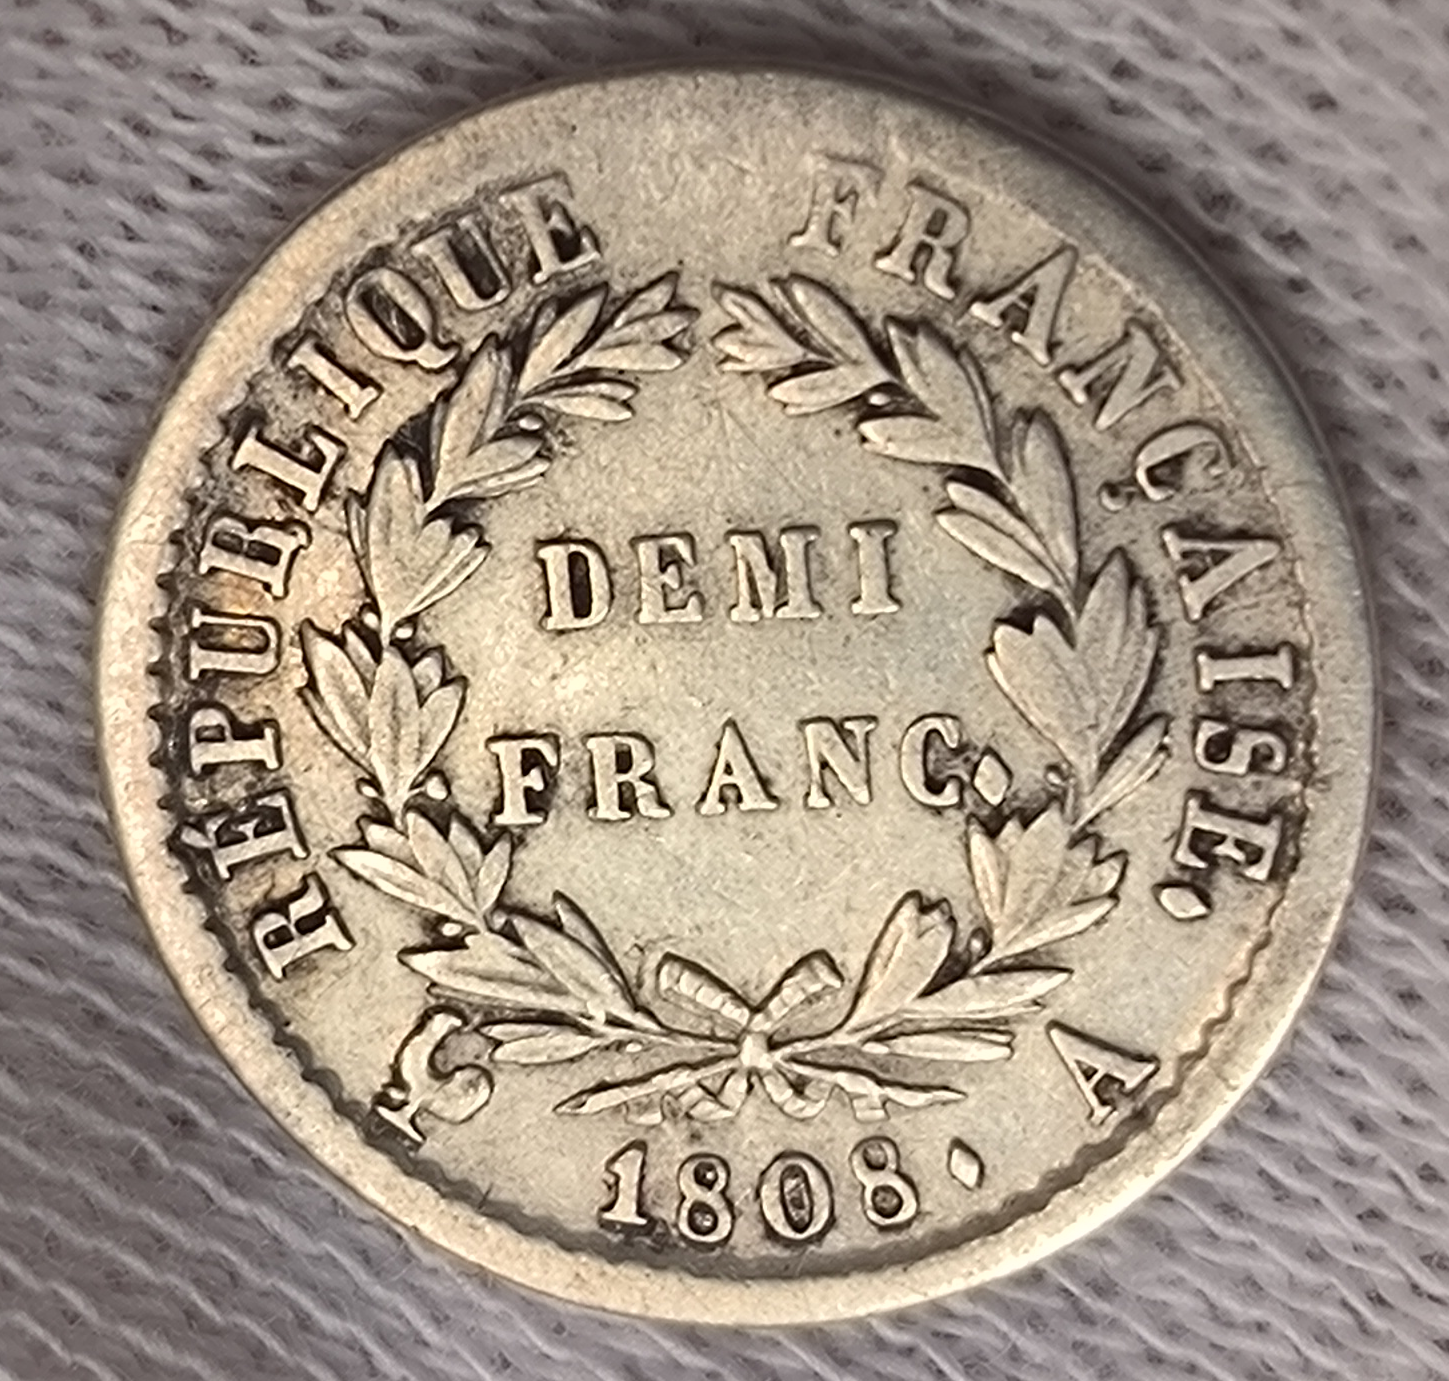 RÉPUBLIQUE FRANÇAISE.
DEMI
FRANC.
1808.
A